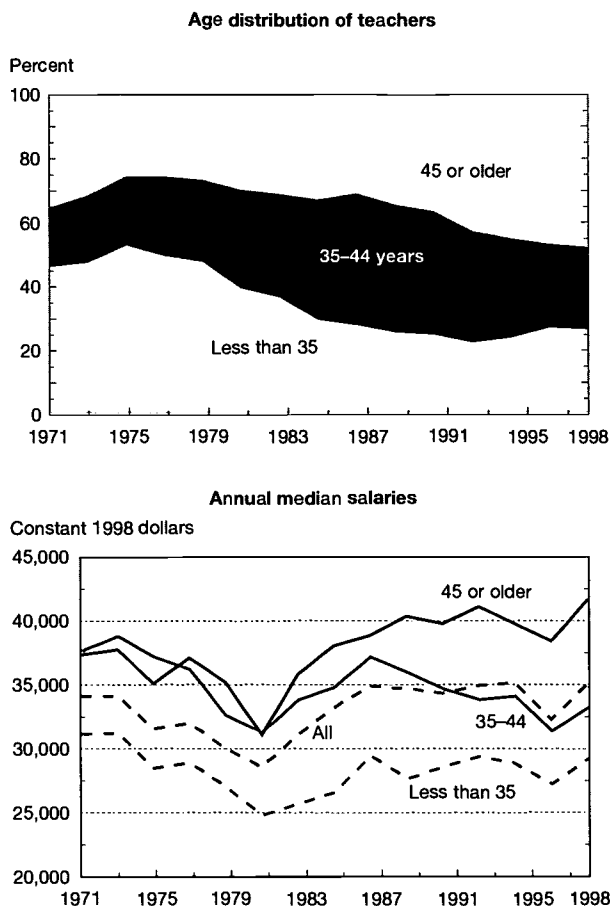 Age distribution of teachers
Percent
100
80
60
40
20
0
45 or older
35–44 years
Less than 35
1971 1975 1979 1983 1987 1991 1995 1998
Annual median salaries
Constant 1998 dollars
45,000
40,000
35,000
30,000
25,000
20,000
45 or older
All
35–44
Less than 35
1971 1975 1979 1983 1987 1991 1995 1998